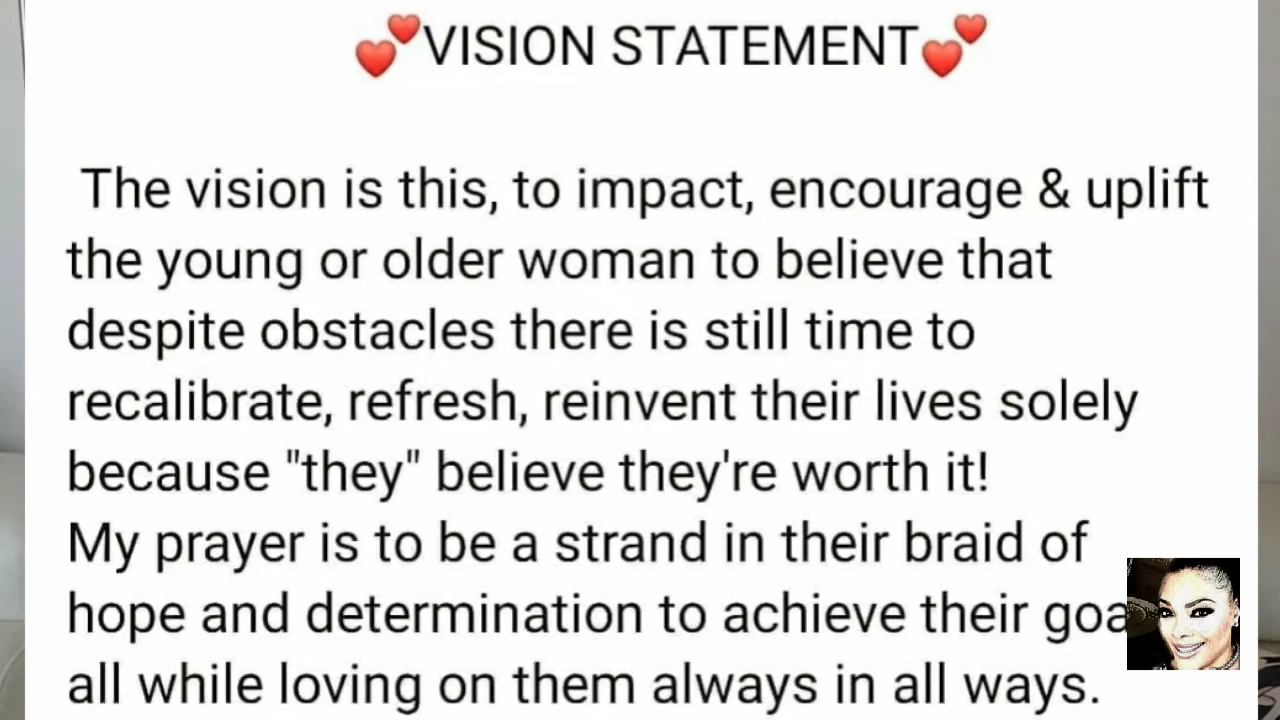 💕VISION STATEMENT💕
The vision is this, to impact, encourage & uplift
the young or older woman to believe that
despite obstacles there is still time to
recalibrate, refresh, reinvent their lives solely
because "they" believe they're worth it!
My prayer is to be a strand in their braid of
hope and determination to achieve their
all while loving on them always in all ways.